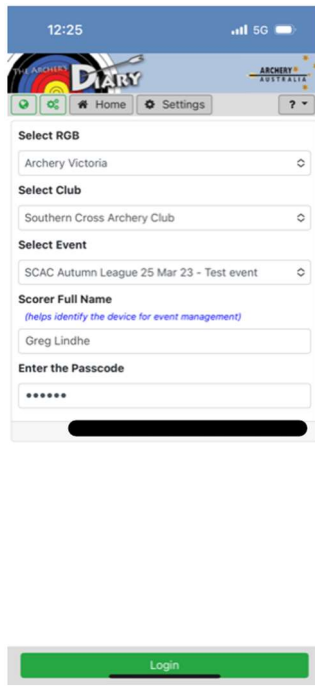 12:25 5G
THE ARCHER'S
DIARY
ARCHERY
AUSTRALIA
Home Settings ?
Select RGB
Archery Victoria
Select Club
Southern Cross Archery Club
Select Event
SCAC Autumn League 25 Mar 23 - Test event
Scorer Full Name
(helps identify the device for event management)
Greg Lindhe
Enter the Passcode
••••••
Login